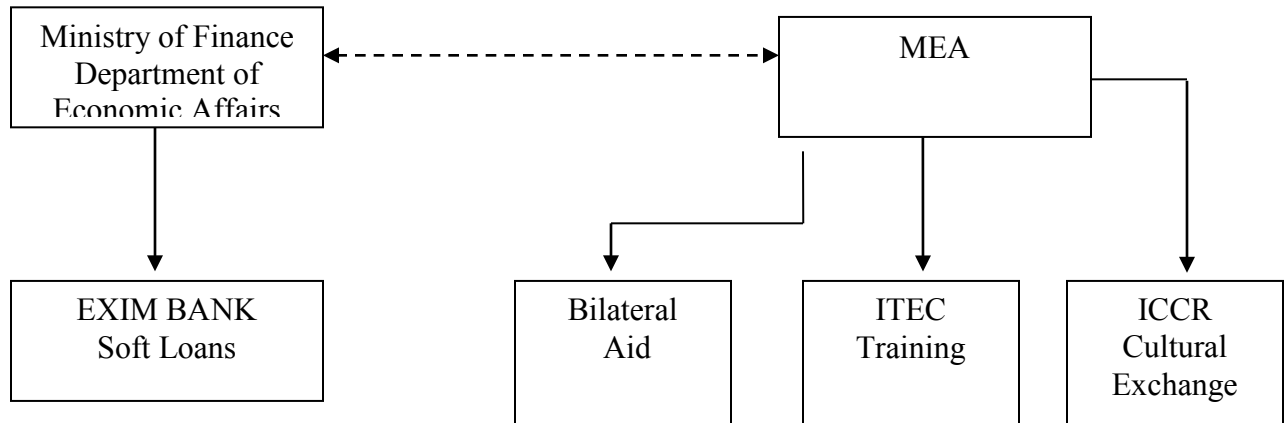 Ministry of Finance
Department of
Economic Affairs
MEA
EXIM BANK
Soft Loans
Bilateral
Aid
ITEC
Training
ICCR
Cultural
Exchange